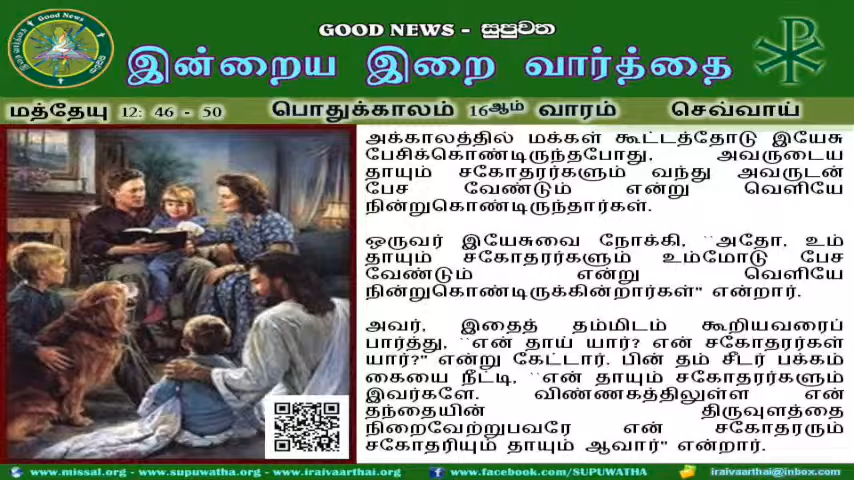 Good News
GOOD NEWS - සුපුවත
இன்றைய இறை வார்த்தை
மத்தேயு 12: 46 - 50 பொதுக்காலம் 16ஆம் வாரம் செவ்வாய்
அக்காலத்தில் மக்கள் கூட்டத்தோடு இயேசு
பேசிக்கொண்டிருந்தபோது, அவருடைய
தாயும் சகோதரர்களும் வந்து அவருடன்
பேச வேண்டும் என்று வெளியே
நின்றுகொண்டிருந்தார்கள்.
ஒருவர் இயேசுவை நோக்கி, ``அதோ, உம்
தாயும் சகோதரர்களும் உம்மோடு பேச
வேண்டும் என்று வெளியே
நின்றுகொண்டிருக்கின்றார்கள்" என்றார்.
அவர், இதைத் தம்மிடம் கூறியவரைப்
பார்த்து, ``என் தாய் யார்? என் சகோதரர்கள்
யார்?" என்று கேட்டார். பின் தம் சீடர் பக்கம்
கையை நீட்டி, ``என் தாயும் சகோதரர்களும்
இவர்களே. விண்ணகத்திலுள்ள என்
தந்தையின் திருவுளத்தை
நிறைவேற்றுபவரே என் சகோதரரும்
சகோதரியும் தாயும் ஆவார்" என்றார்.
www.missal.org - www.supuwatha.org - www.iraivaarthai.org www.facebook.com/SUPUWATHA iraivaarthai@inbox.com